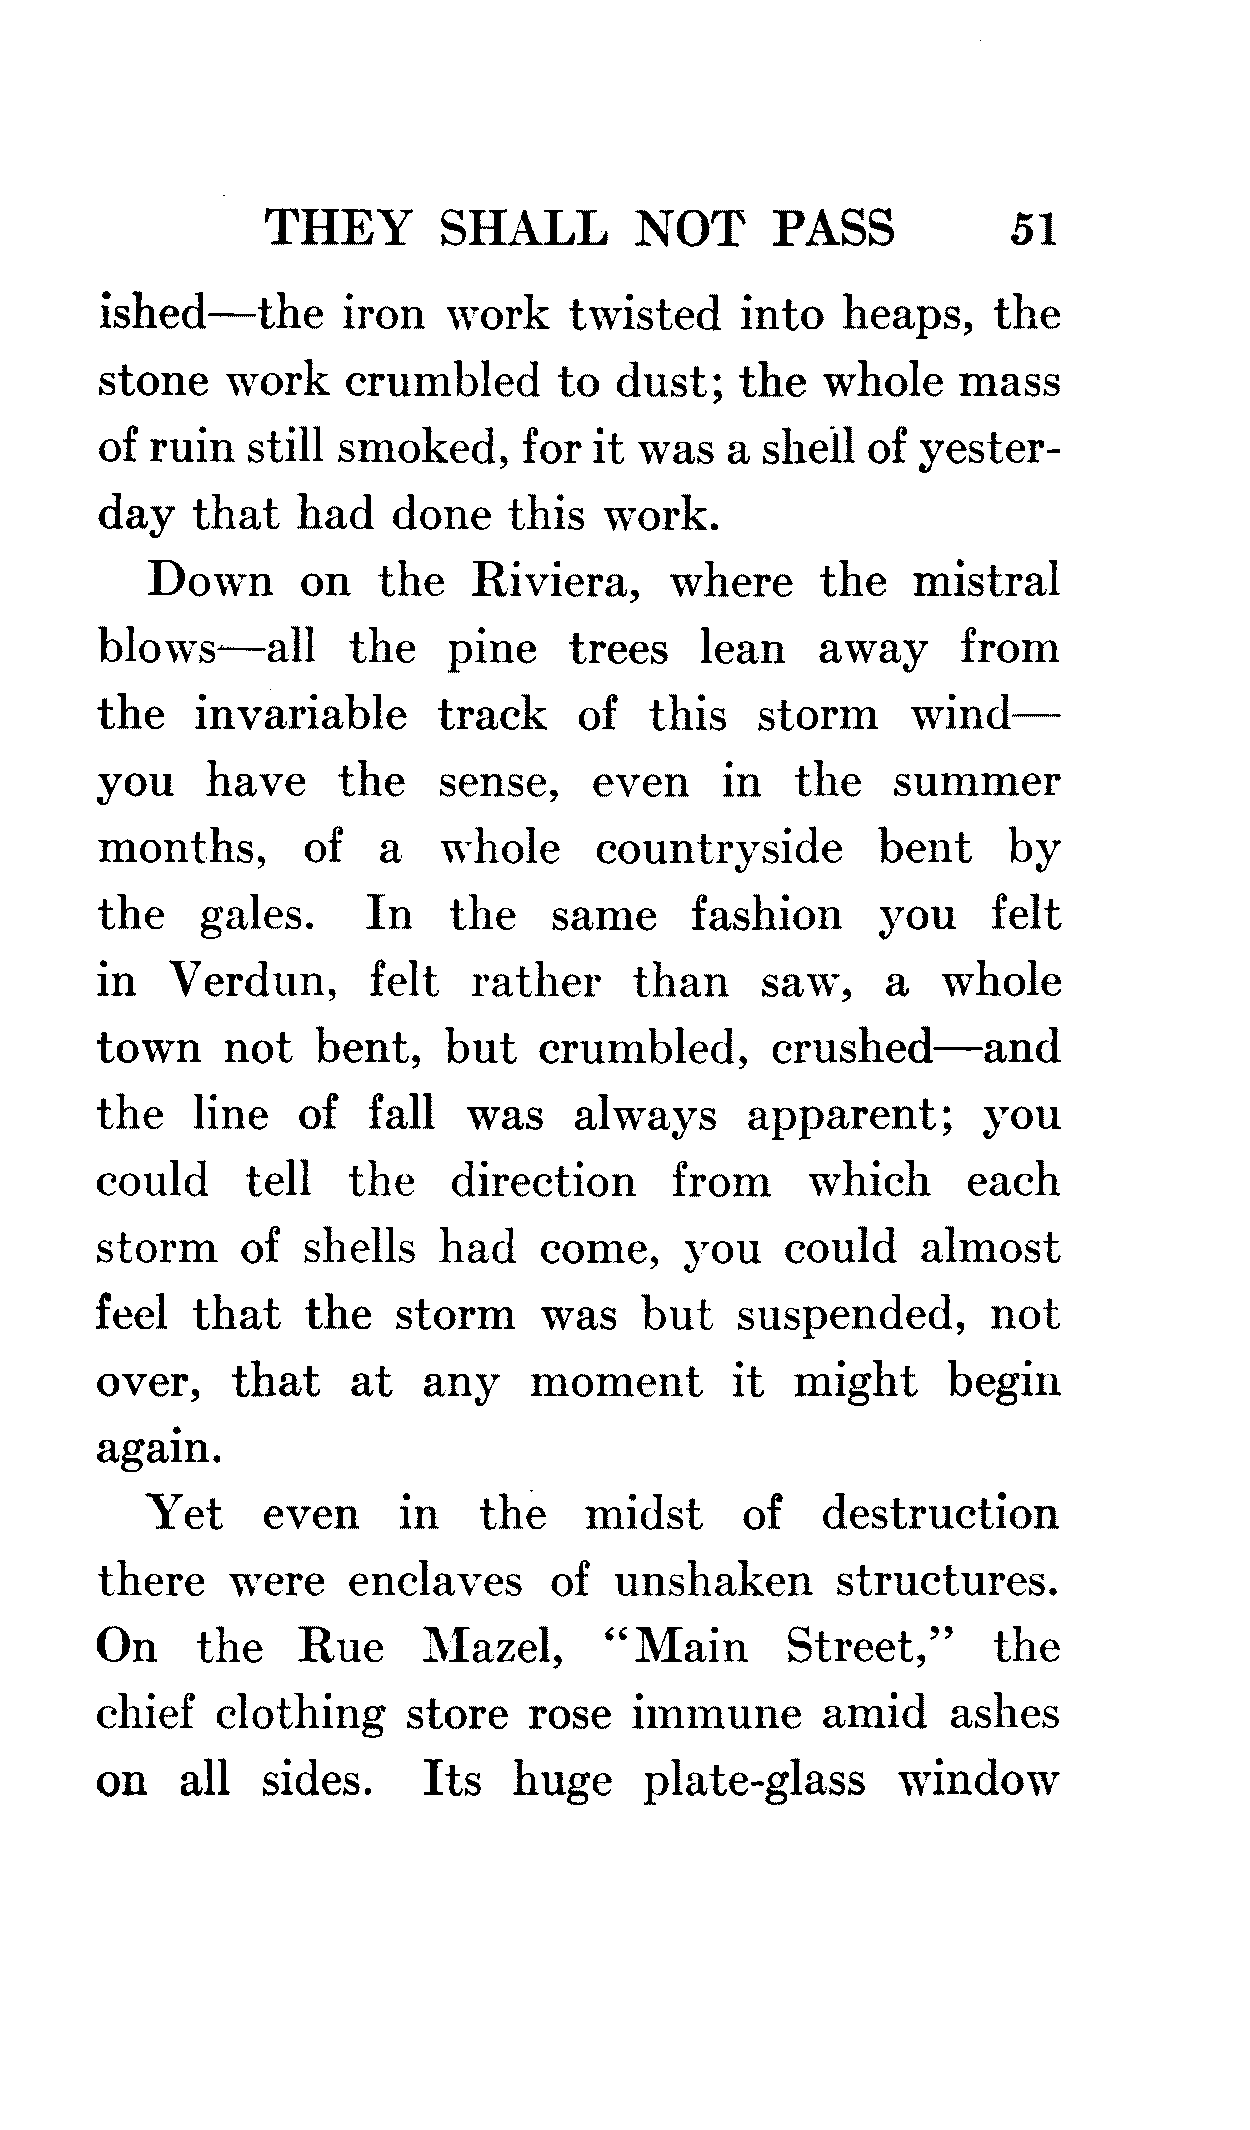 THEY SHALL NOT PASS 51
ished—the iron work twisted into heaps, the
stone work crumbled to dust; the whole mass
of ruin still smoked, for it was a shell of yester-
day that had done this work.
Down on the Riviera, where the mistral
blows—all the pine trees lean away from
the invariable track of this storm wind—
you have the sense, even in the summer
months, of a whole countryside bent by
the gales. In the same fashion you felt
in Verdun, felt rather than saw, a whole
town not bent, but crumbled, crushed—and
the line of fall was always apparent; you
could tell the direction from which each
storm of shells had come, you could almost
feel that the storm was but suspended, not
over, that at any moment it might begin
again.
Yet even in the midst of destruction
there were enclaves of unshaken structures.
On the Rue Mazel, “Main Street,” the
chief clothing store rose immune amid ashes
on all sides. Its huge plate-glass window